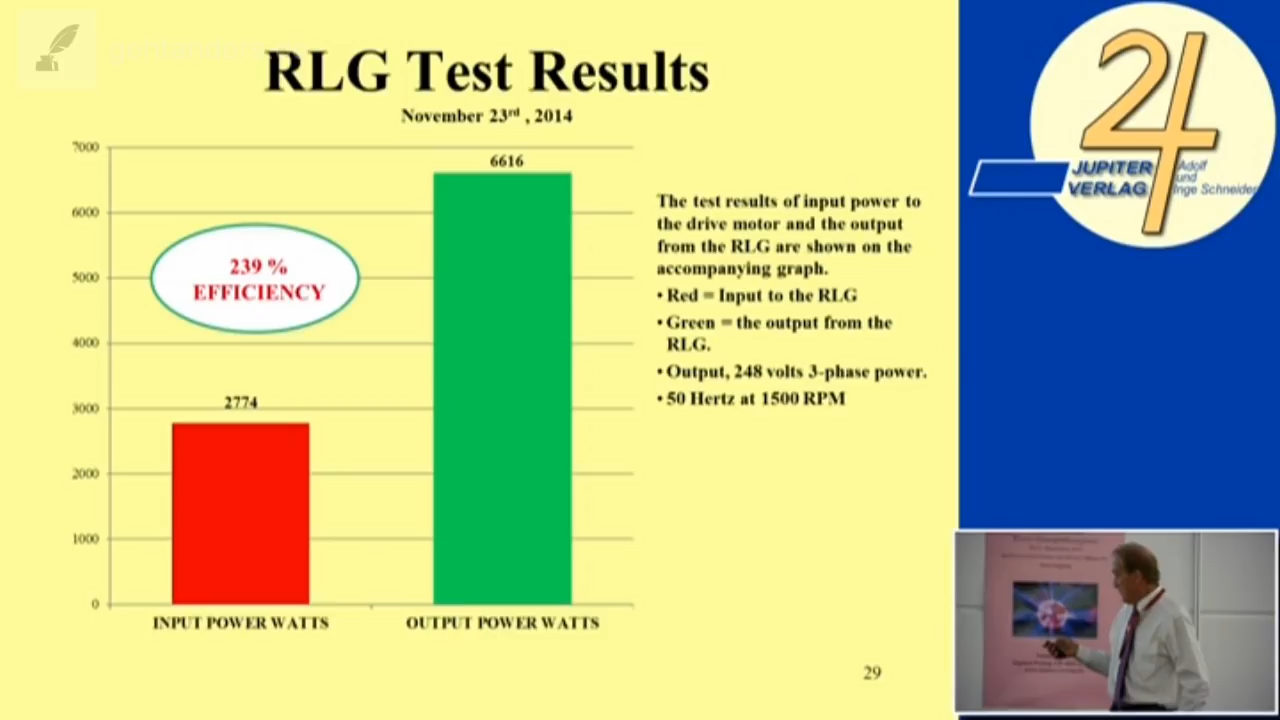 RLG Test Results
November 23rd , 2014
7000
6000
5000
4000
3000
2000
1000
0
6616
2774
239 %
EFFICIENCY
INPUT POWER WATTS
OUTPUT POWER WATTS
The test results of input power to
the drive motor and the output
from the RLG are shown on the
accompanying graph.
• Red = Input to the RLG
• Green = the output from the
RLG.
• Output, 248 volts 3-phase power.
• 50 Hertz at 1500 RPM
29
JUPITER
VERLAG
Adolf
und
Inge Schneider